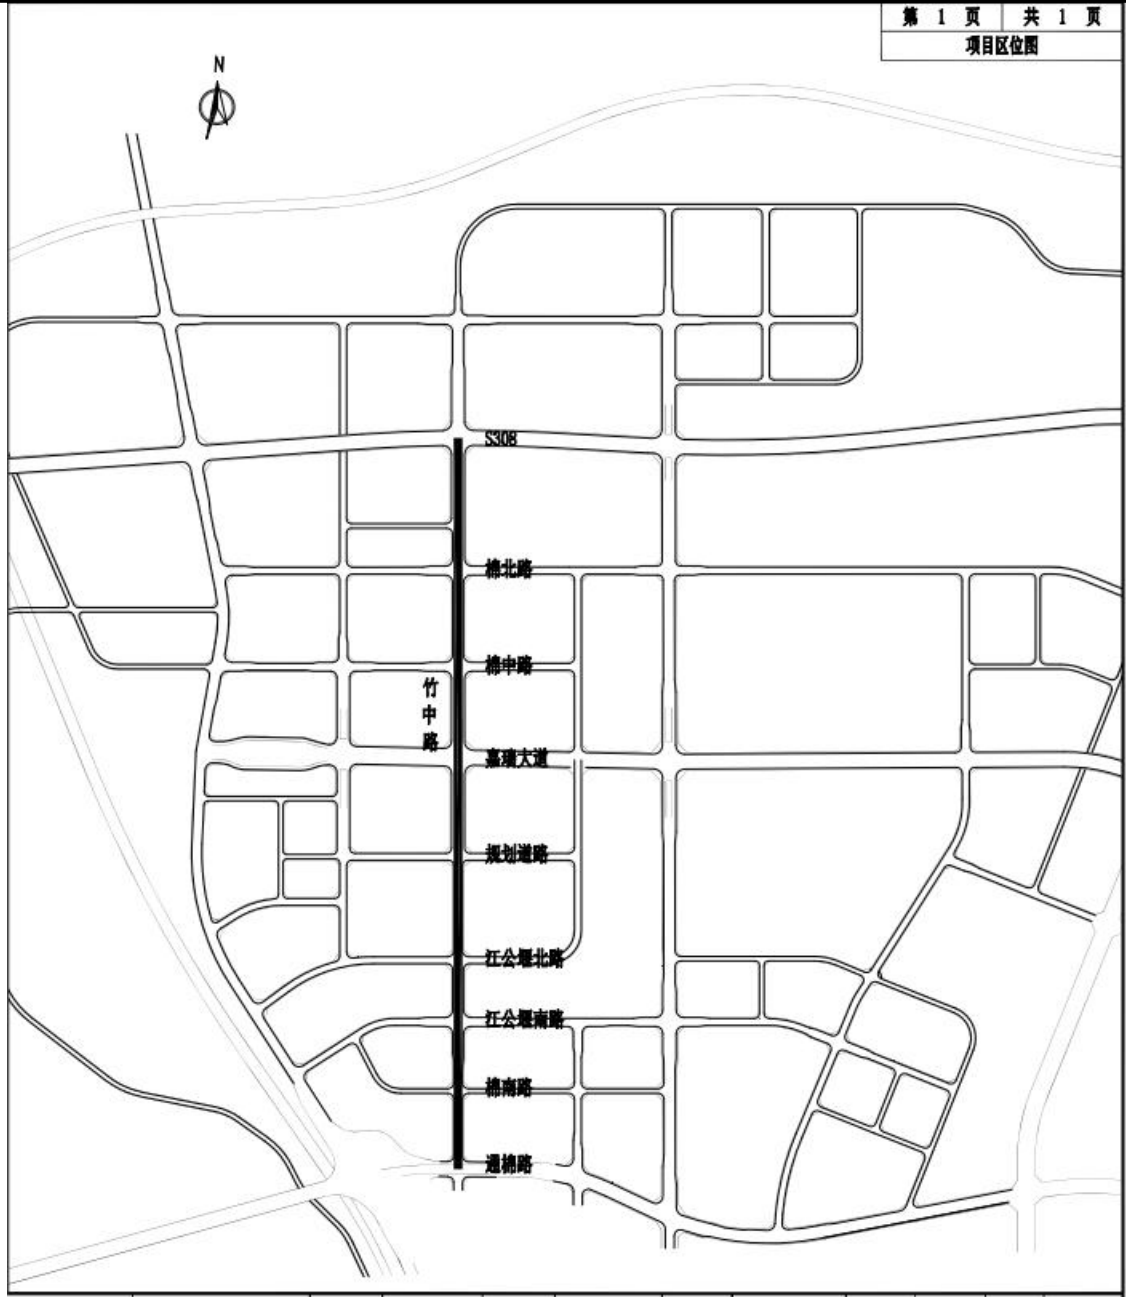 第 1 页 共 1 页
项目区位图
N
S308
棉北路
棉中路
竹中路
嘉瑞大道
规划道路
江公堰北路
江公堰南路
棉南路
通棉路